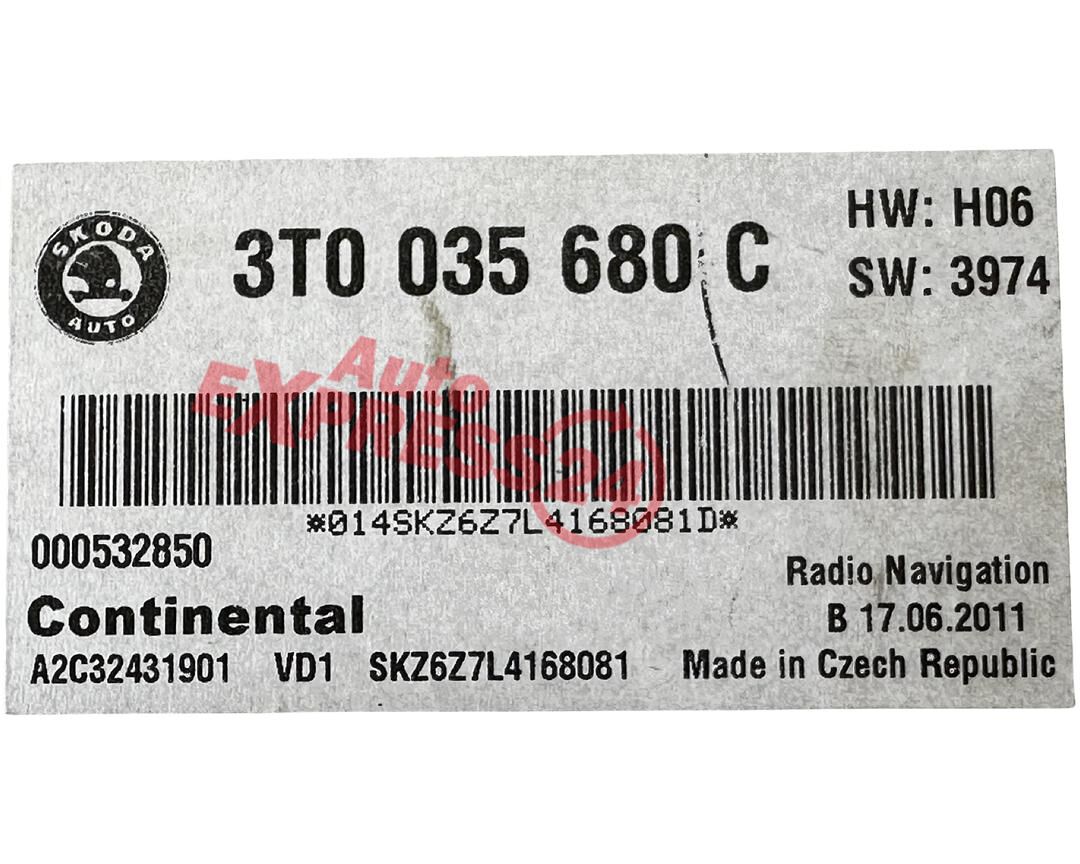 SKODA
AUTO
3T0 035 680 C
HW: H06
SW: 3974
Auto
EXPRESS24
*014SKZ6Z7L4168081D*
000532850
Radio Navigation
Continental
B 17.06.2011
A2C32431901 VD1 SKZ6Z7L4168081 Made in Czech Republic